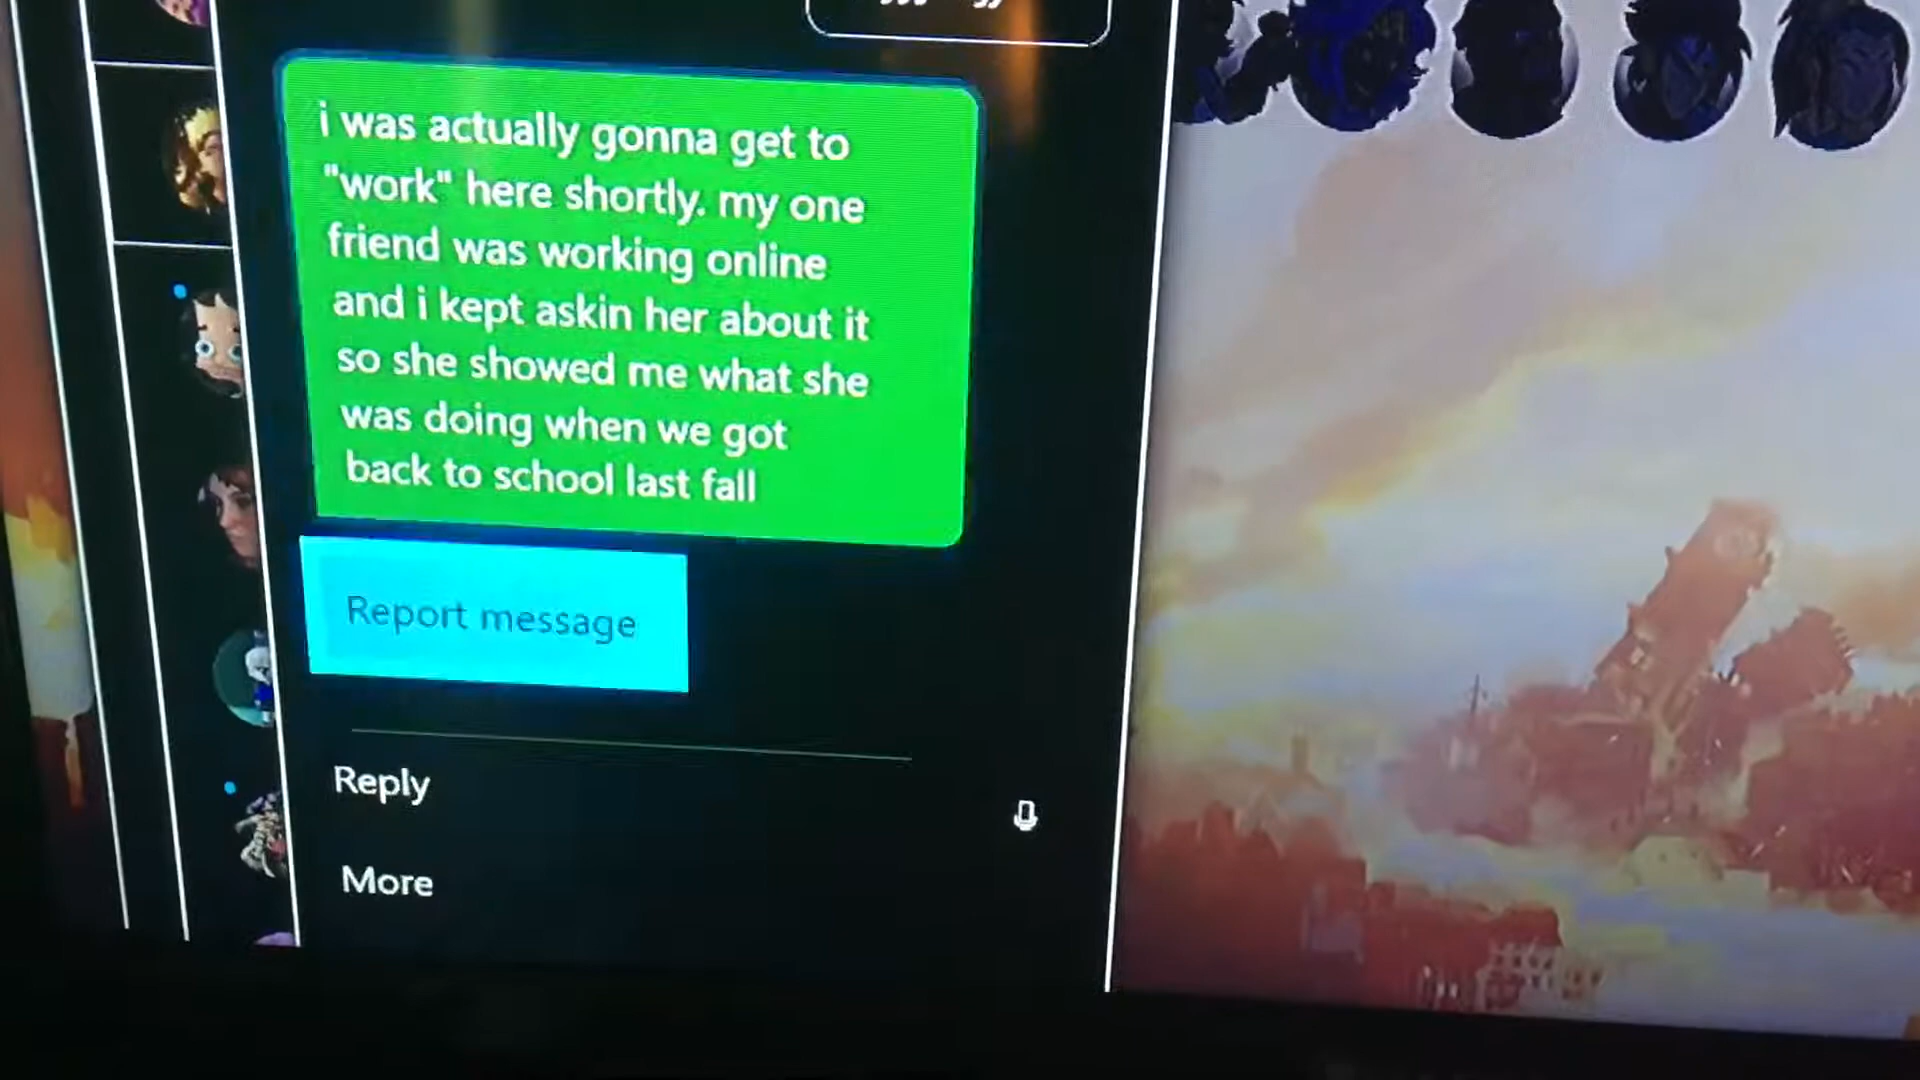 i was actually gonna get to
"work" here shortly. my one
friend was working online
and i kept askin her about it
so she showed me what she
was doing when we got
back to school last fall
Report message
Reply
More